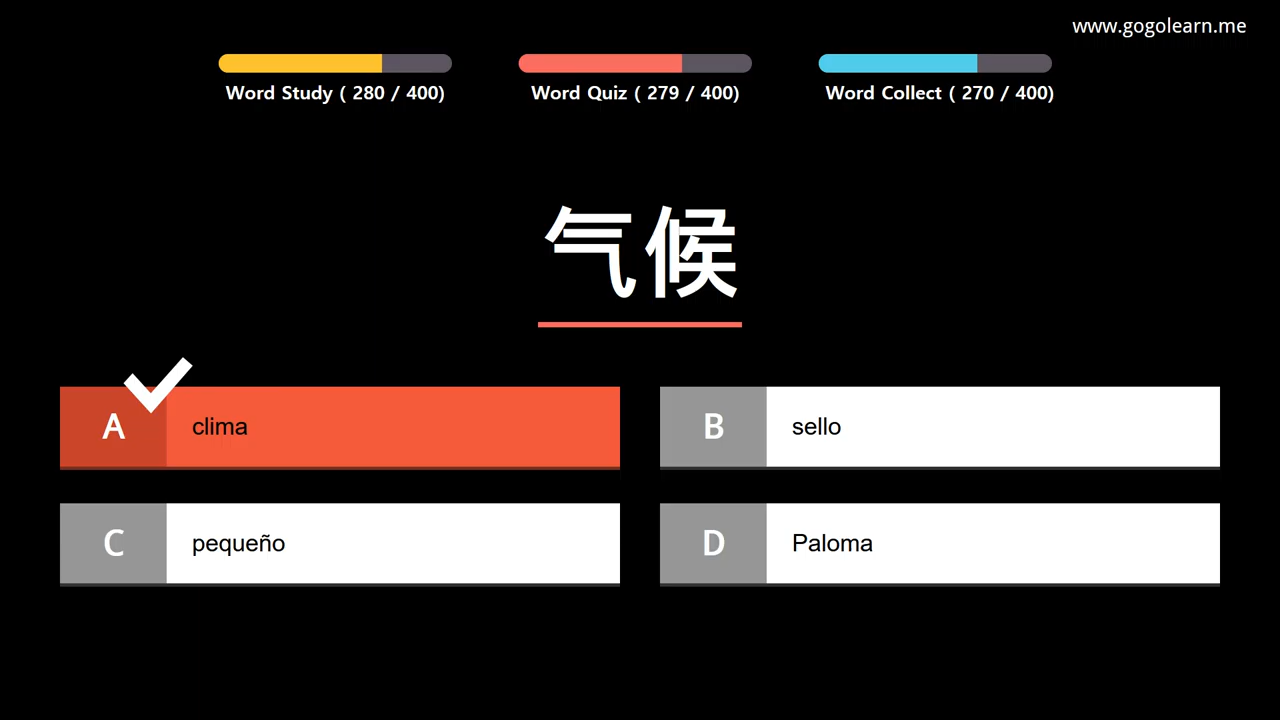 www.gogolearn.me
Word Study ( 280 / 400)
Word Quiz ( 279 / 400)
Word Collect ( 270 / 400)
气候
A clima
B sello
C pequeño
D Paloma